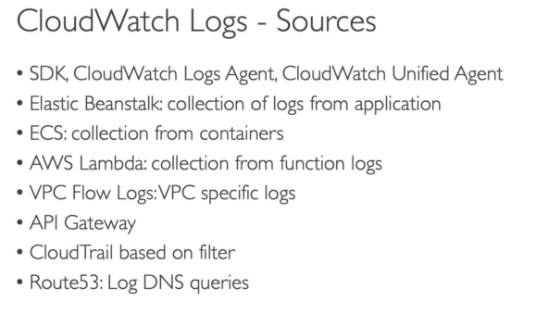 CloudWatch Logs - Sources
• SDK, CloudWatch Logs Agent, CloudWatch Unified Agent
• Elastic Beanstalk: collection of logs from application
• ECS: collection from containers
• AWS Lambda: collection from function logs
• VPC Flow Logs: VPC specific logs
• API Gateway
• CloudTrail based on filter
• Route53: Log DNS queries